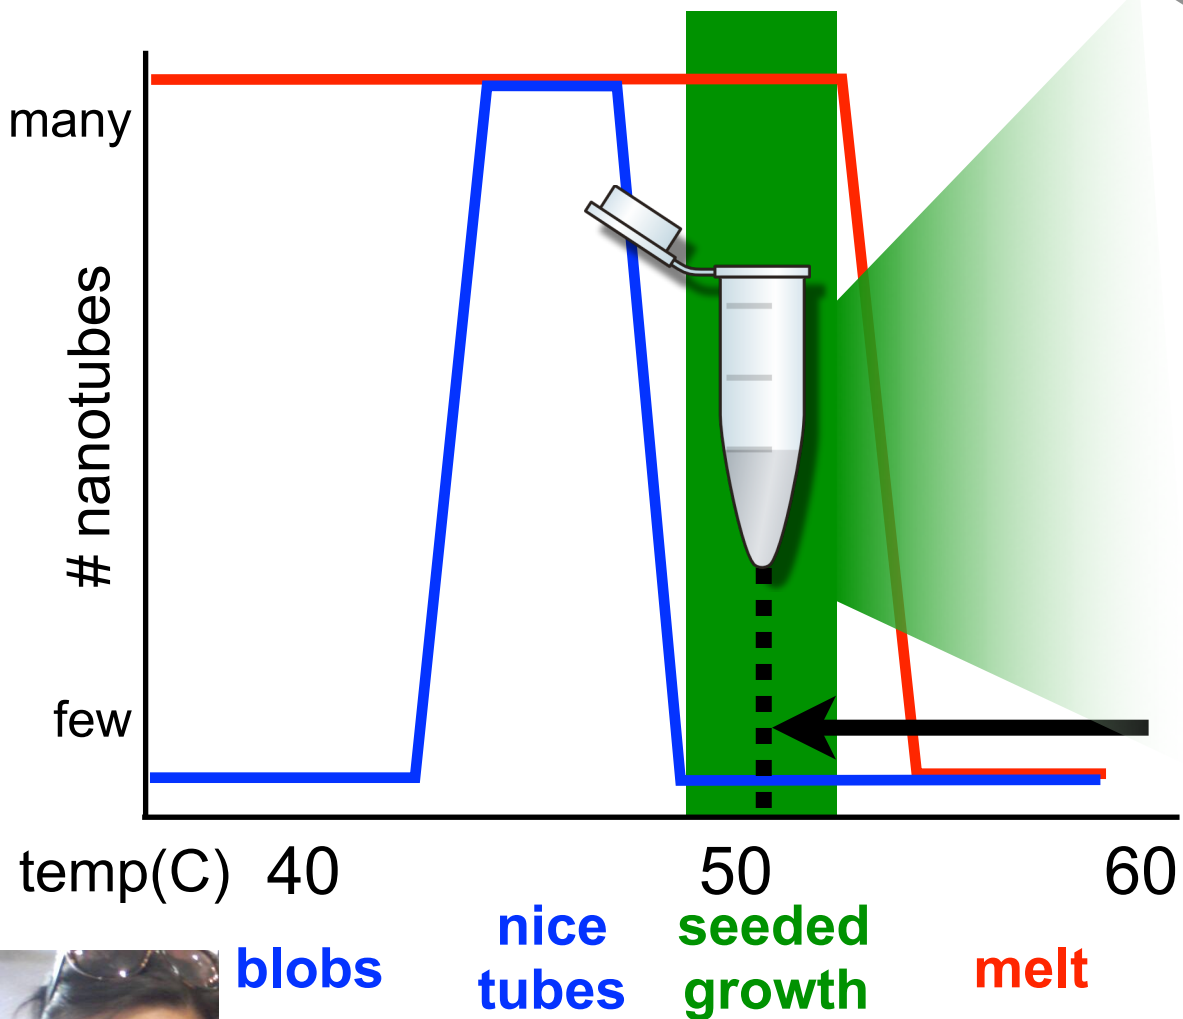 many
# nanotubes
few
temp(C) 40 50 60
blobs
nice
tubes
seeded
growth
melt